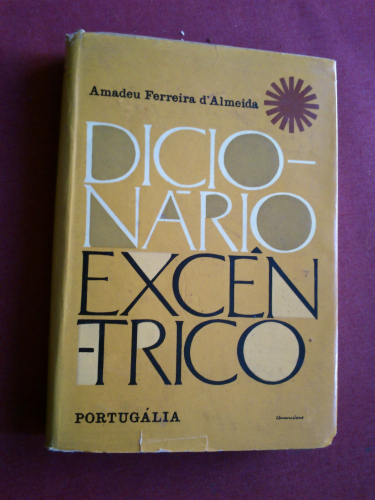 Amadeu Ferreira d'Almeida
DICIO-
NÁRIO
EXCÊN
-TRICO
PORTUGÁLIA